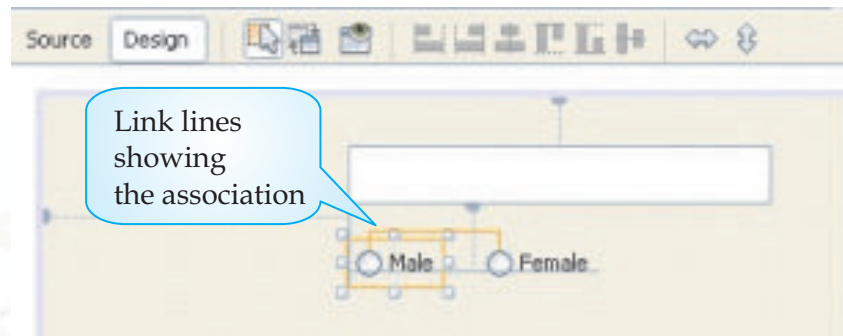 Source Design
Link lines
showing
the association
Male Female